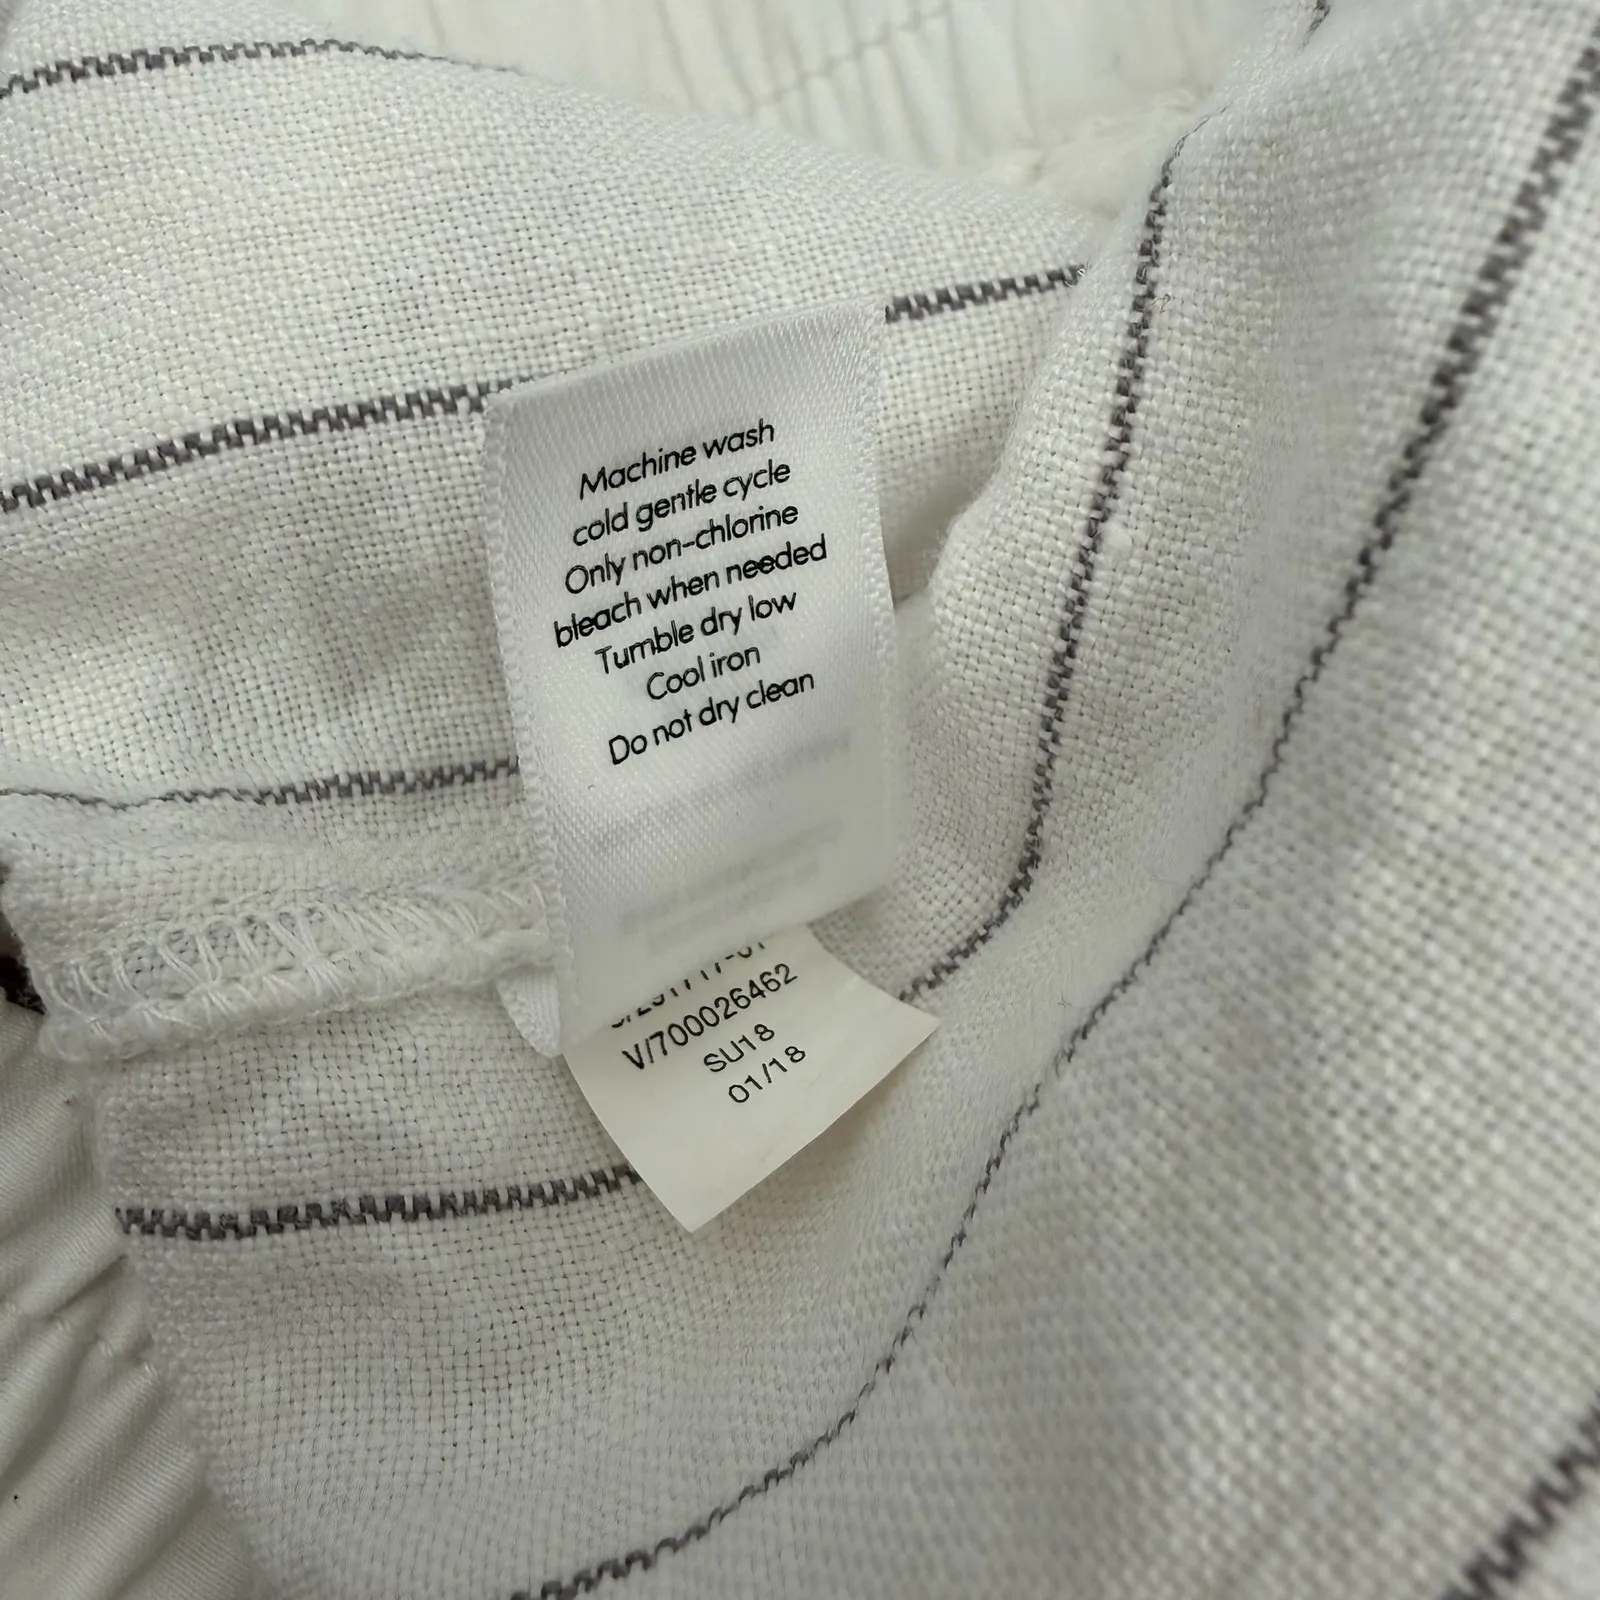 Machine wash
cold gentle cycle
Only non-chlorine
bleach when needed
Tumble dry low
Cool iron
Do not dry clean
V/700026462
SU18
01/18